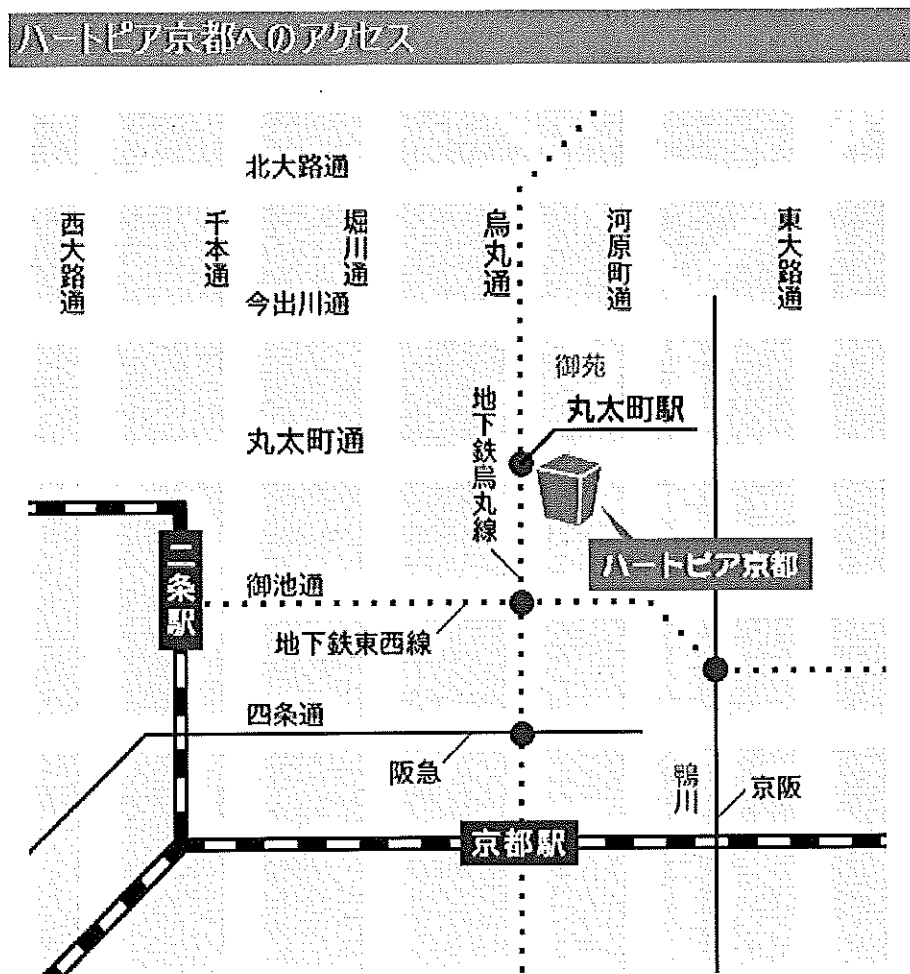 ハートピア京都へのアクセス
北大路通
西大路通
千本通
堀川通
烏丸通
河原町通
東大路通
今出川通
御苑
丸太町駅
地下鉄烏丸線
丸太町通
ハートピア京都
二条駅
御池通
地下鉄東西線
四条通
阪急
鴨川
京阪
京都駅